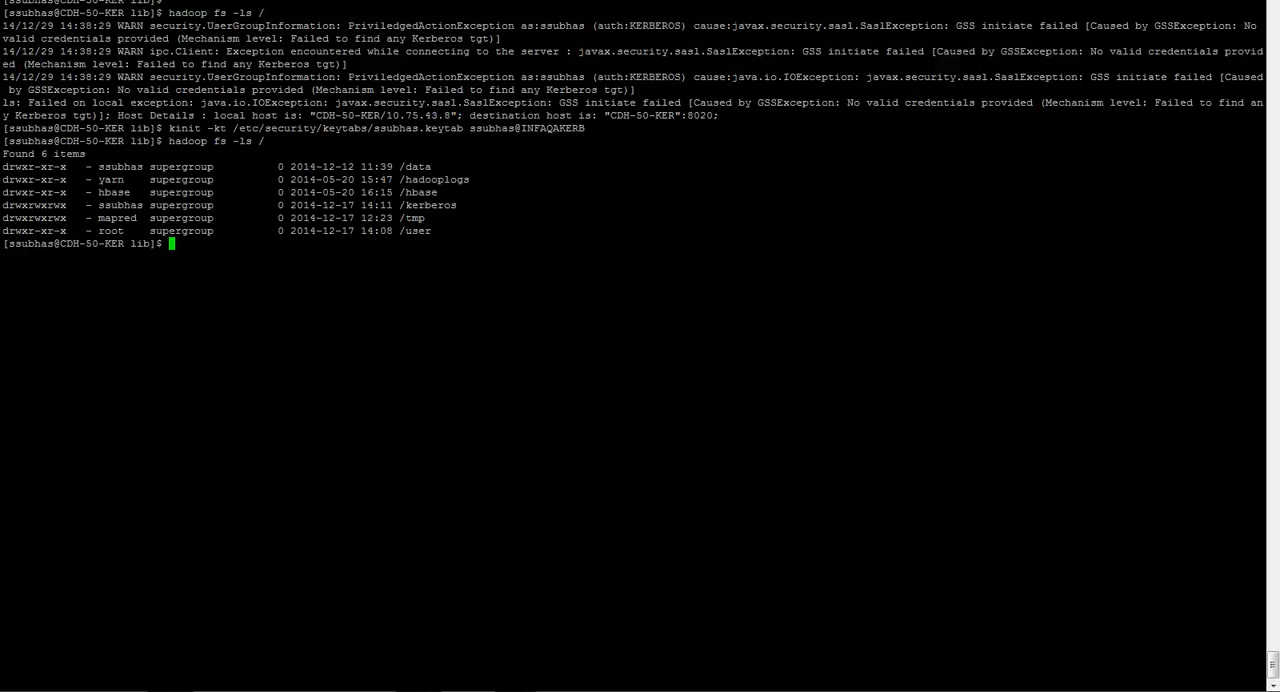 [ssubhas@CDH-50-KER lib]$
[ssubhas@CDH-50-KER lib]$ hadoop fs -ls /
14/12/29 14:38:29 WARN security.UserGroupInformation: PriviledgedActionException as:ssubhas (auth:KERBEROS) cause:javax.security.sasl.SaslException: GSS initiate failed [Caused by GSSException: No
valid credentials provided (Mechanism level: Failed to find any Kerberos tgt)]
14/12/29 14:38:29 WARN ipc.Client: Exception encountered while connecting to the server : javax.security.sasl.SaslException: GSS initiate failed [Caused by GSSException: No valid credentials provid
ed (Mechanism level: Failed to find any Kerberos tgt)]
14/12/29 14:38:29 WARN security.UserGroupInformation: PriviledgedActionException as:ssubhas (auth:KERBEROS) cause:java.io.IOException: javax.security.sasl.SaslException: GSS initiate failed [Caused
by GSSException: No valid credentials provided (Mechanism level: Failed to find any Kerberos tgt)]
ls: Failed on local exception: java.io.IOException: javax.security.sasl.SaslException: GSS initiate failed [Caused by GSSException: No valid credentials provided (Mechanism level: Failed to find an
y Kerberos tgt)]; Host Details : local host is: "CDH-50-KER/10.75.43.8"; destination host is: "CDH-50-KER":8020;
[ssubhas@CDH-50-KER lib]$ kinit -kt /etc/security/keytabs/ssubhas.keytab ssubhas@INFAQAKERB
[ssubhas@CDH-50-KER lib]$ hadoop fs -ls /
Found 6 items
drwxr-xr-x - ssubhas supergroup 0 2014-12-12 11:39 /data
drwxr-xr-x - yarn supergroup 0 2014-05-20 15:47 /hadooplogs
drwxr-xr-x - hbase supergroup 0 2014-05-20 16:15 /hbase
drwxrwxrwx - ssubhas supergroup 0 2014-12-17 14:11 /kerberos
drwxrwxrwx - mapred supergroup 0 2014-12-17 12:23 /tmp
drwxr-xr-x - root supergroup 0 2014-12-17 14:08 /user
[ssubhas@CDH-50-KER lib]$